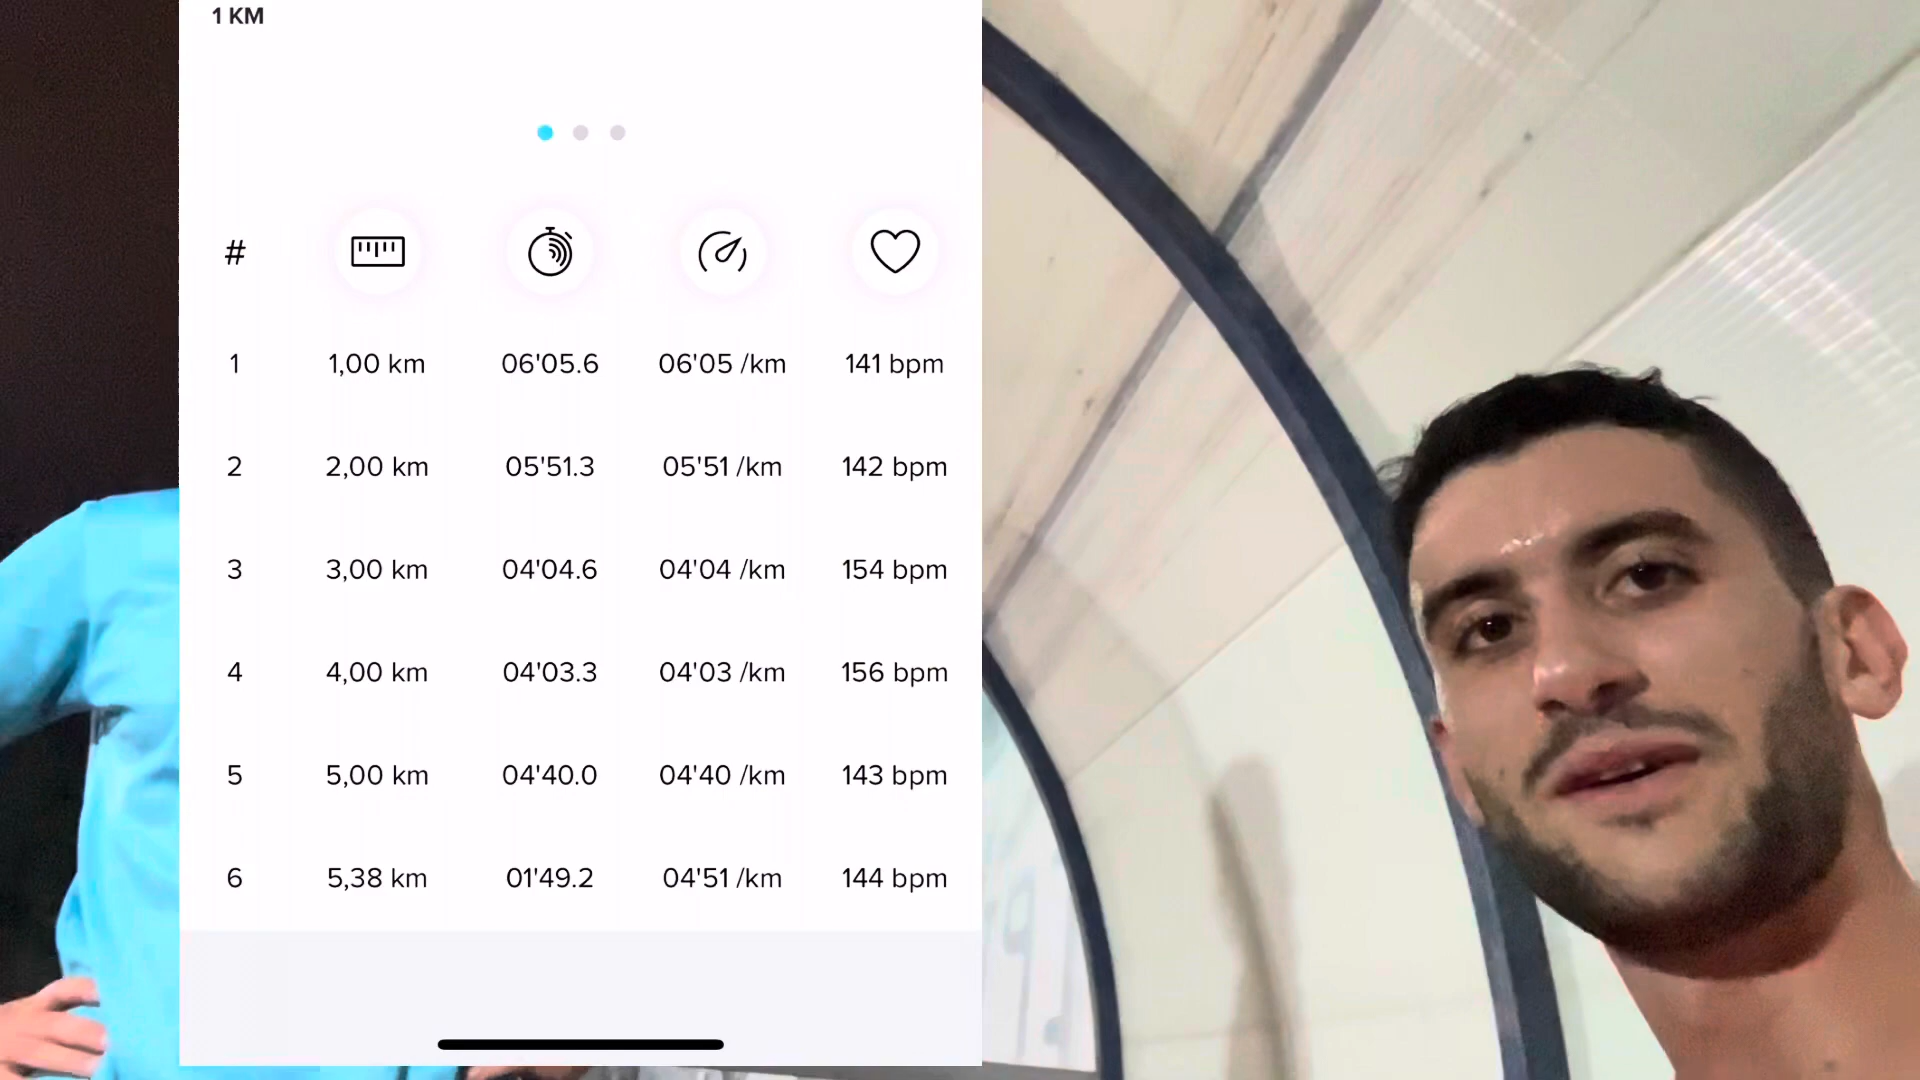 1 KM
#
1 1,00 km 06'05.6 06'05 /km 141 bpm
2 2,00 km 05'51.3 05'51 /km 142 bpm
3 3,00 km 04'04.6 04'04 /km 154 bpm
4 4,00 km 04'03.3 04'03 /km 156 bpm
5 5,00 km 04'40.0 04'40 /km 143 bpm
6 5,38 km 01'49.2 04'51 /km 144 bpm